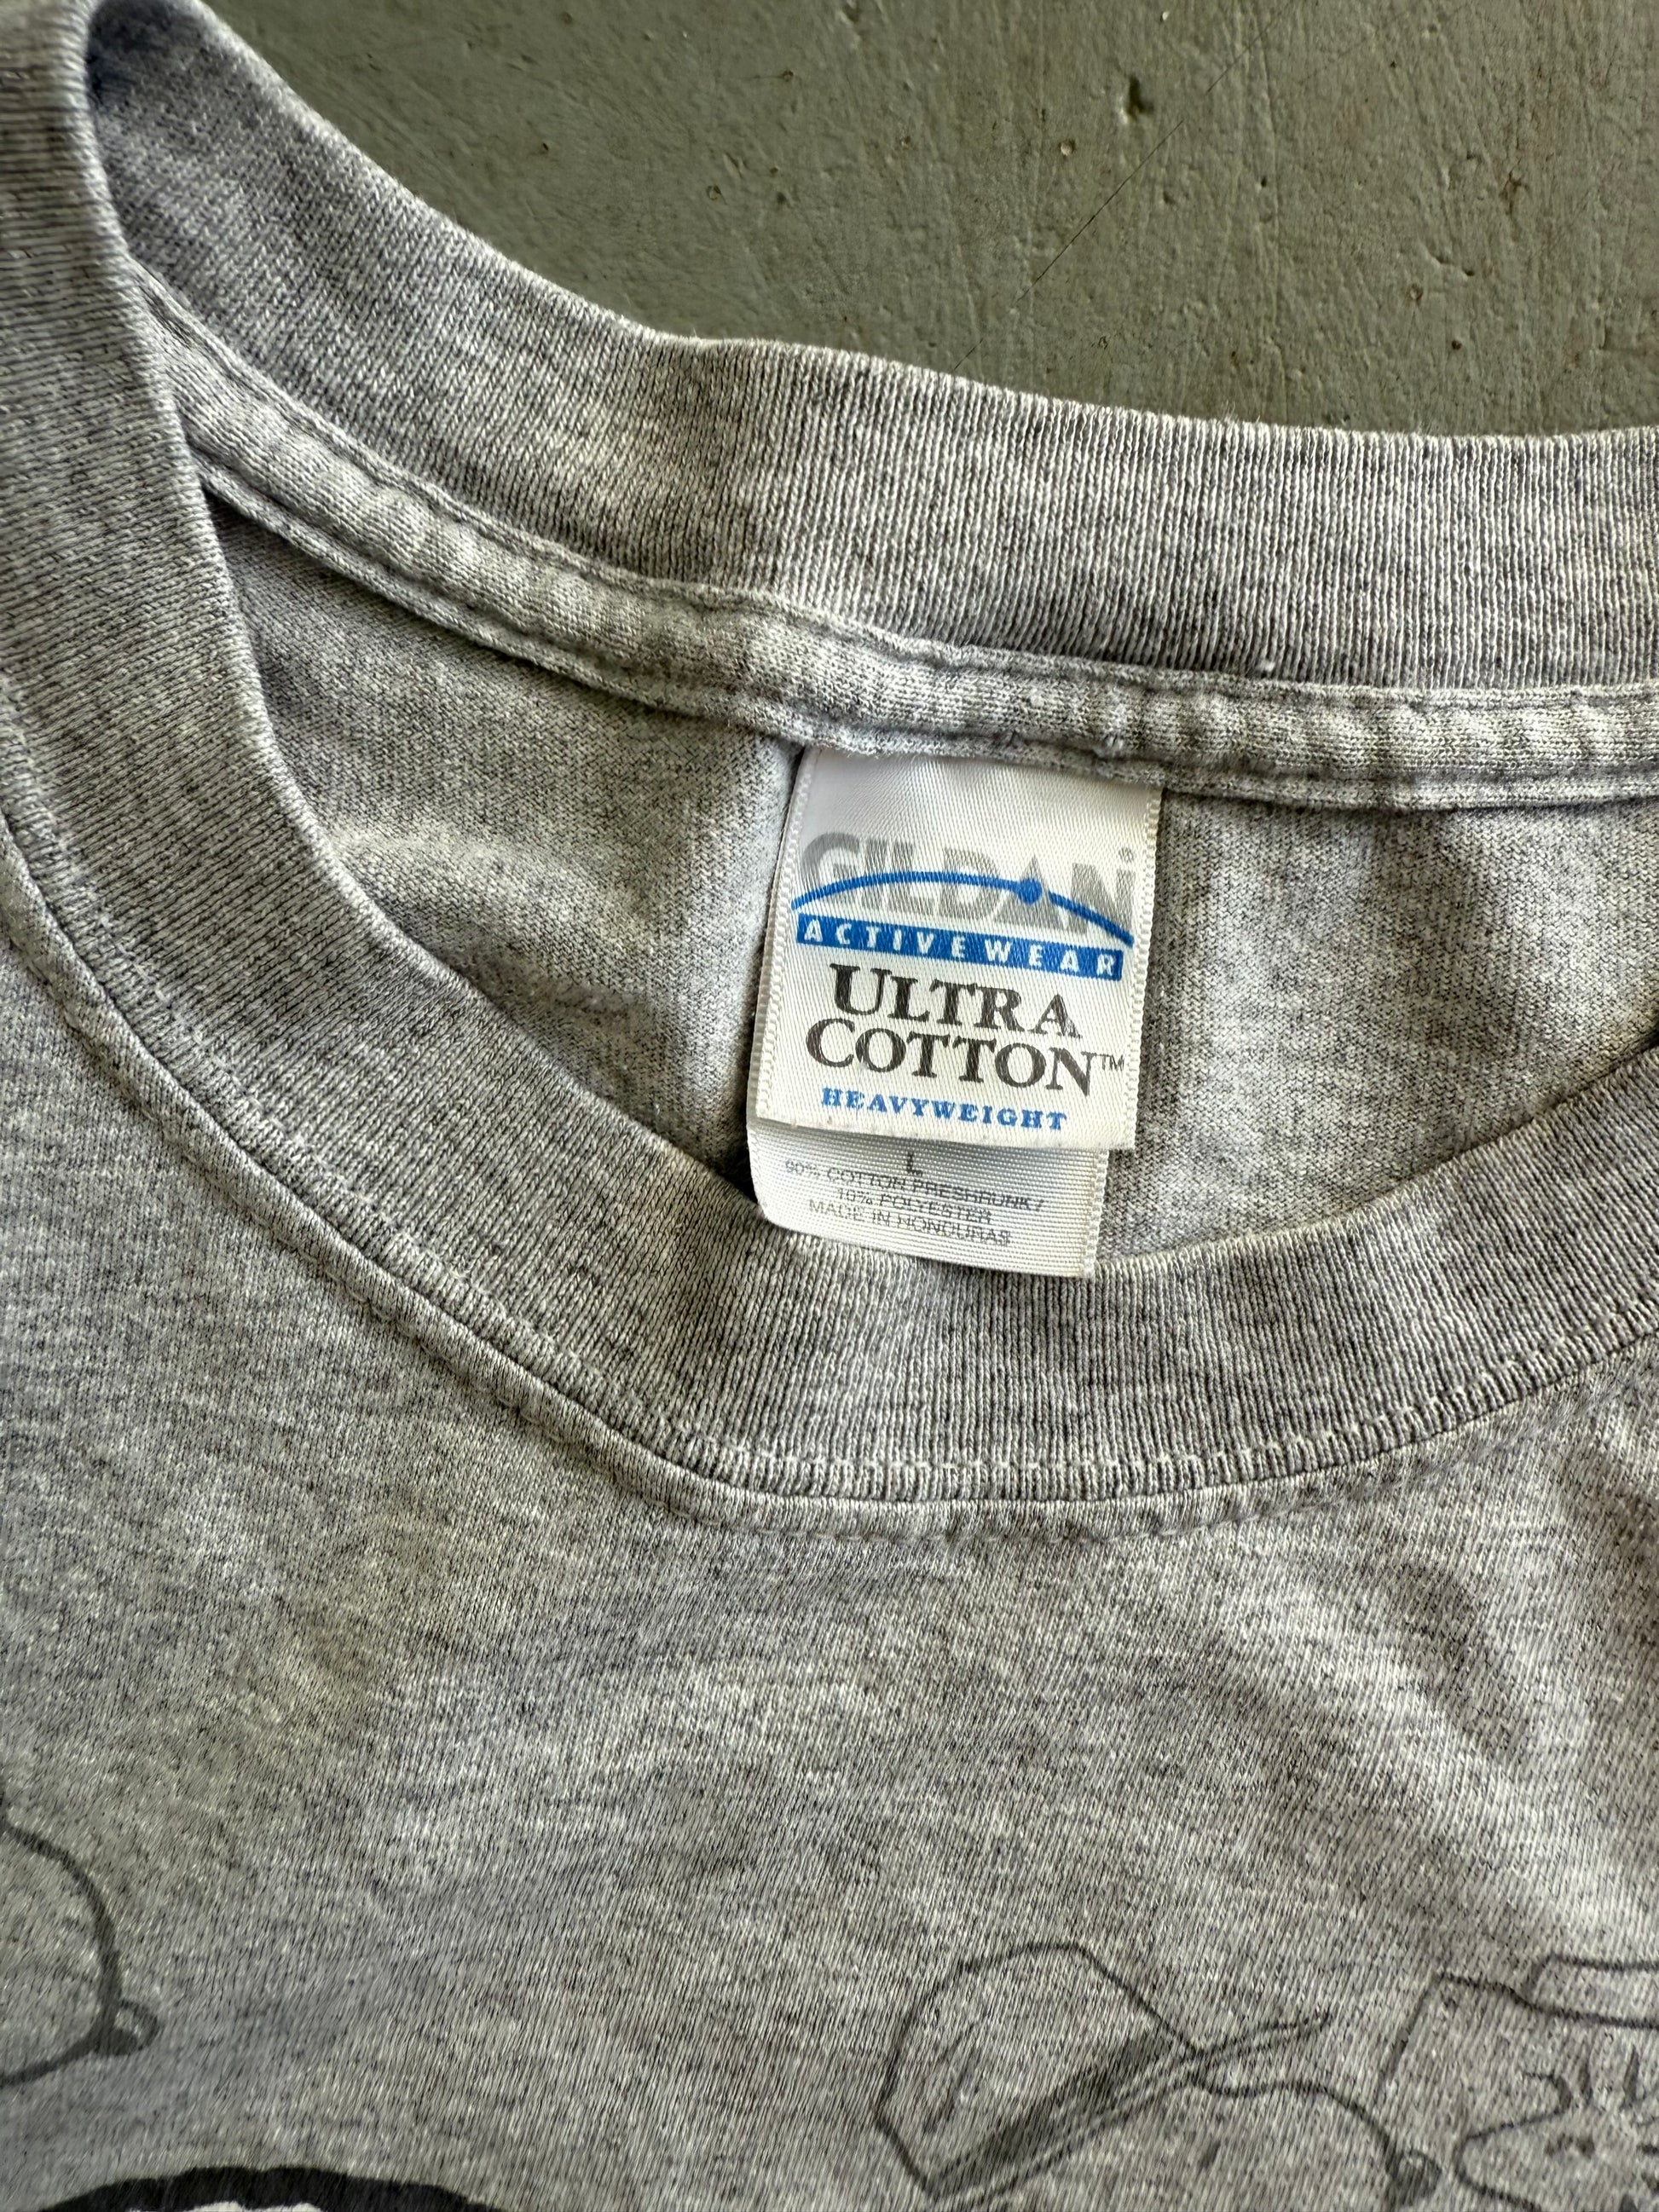 GILDAN
ACTIVEWEAR
ULTRA
COTTON™
HEAVYWEIGHT
L
90% COTTON PRESHRUNK/
10% POLYESTER
MADE IN HONDURAS